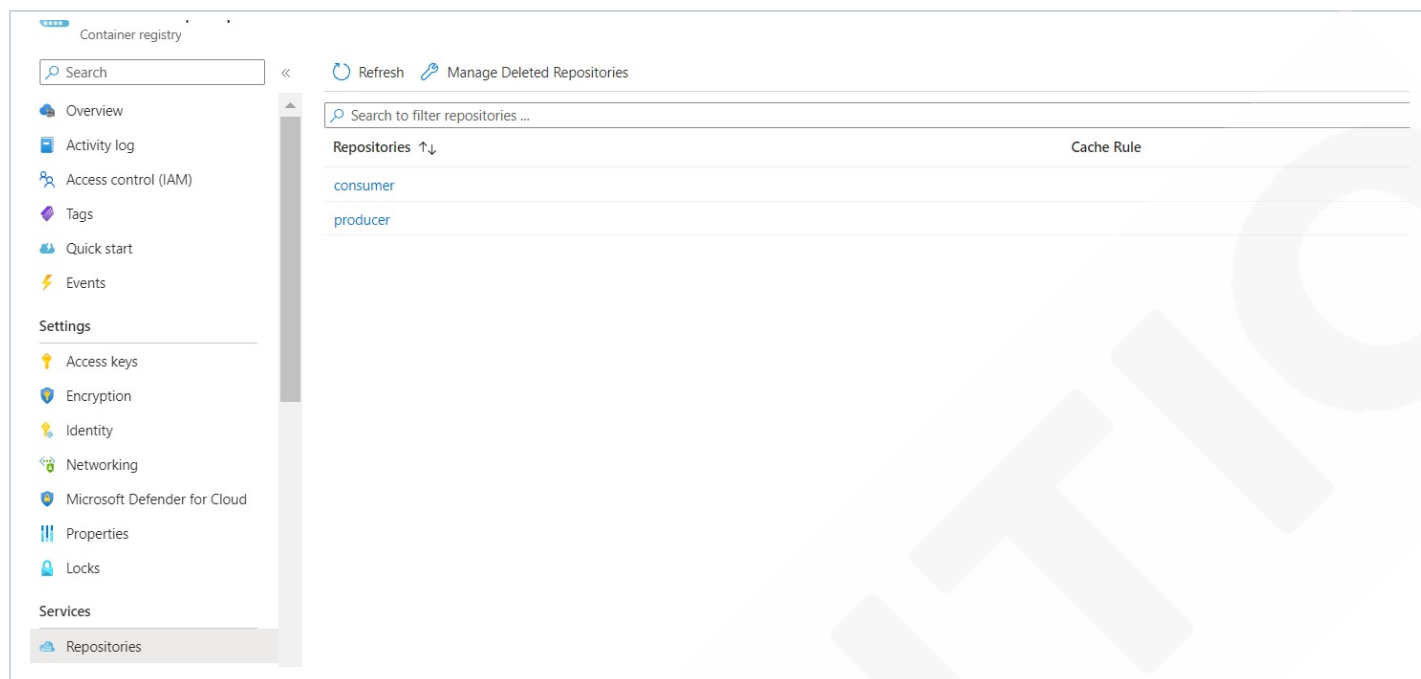 Container registry
Search
«
Refresh
Manage Deleted Repositories
Overview
Activity log
Access control (IAM)
Tags
Quick start
Events
Settings
Access keys
Encryption
Identity
Networking
Microsoft Defender for Cloud
Properties
Locks
Services
Repositories
Search to filter repositories ...
Repositories ↑↓ Cache Rule
consumer
producer